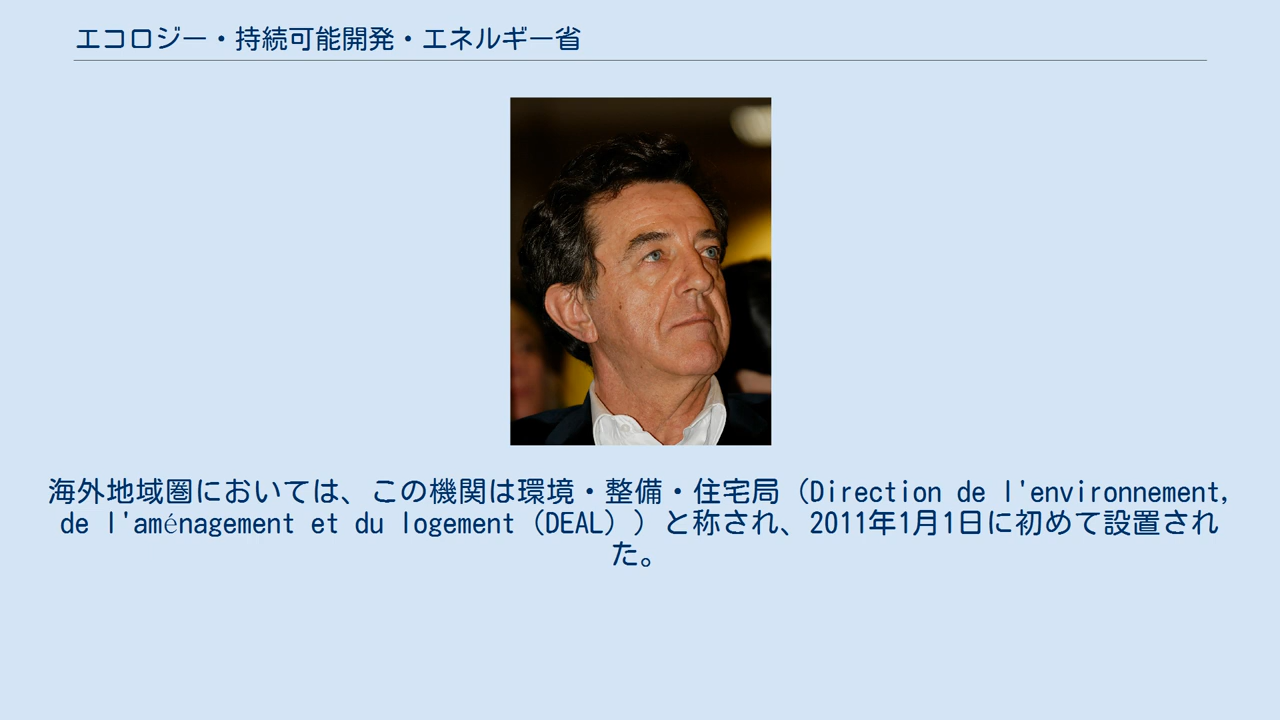 エコロジー・持続可能開発・エネルギー省
海外地域圏においては、この機関は環境・整備・住宅局（Direction de l'environnement,
de l'aménagement et du logement（DEAL））と称され、2011年1月1日に初めて設置され
た。